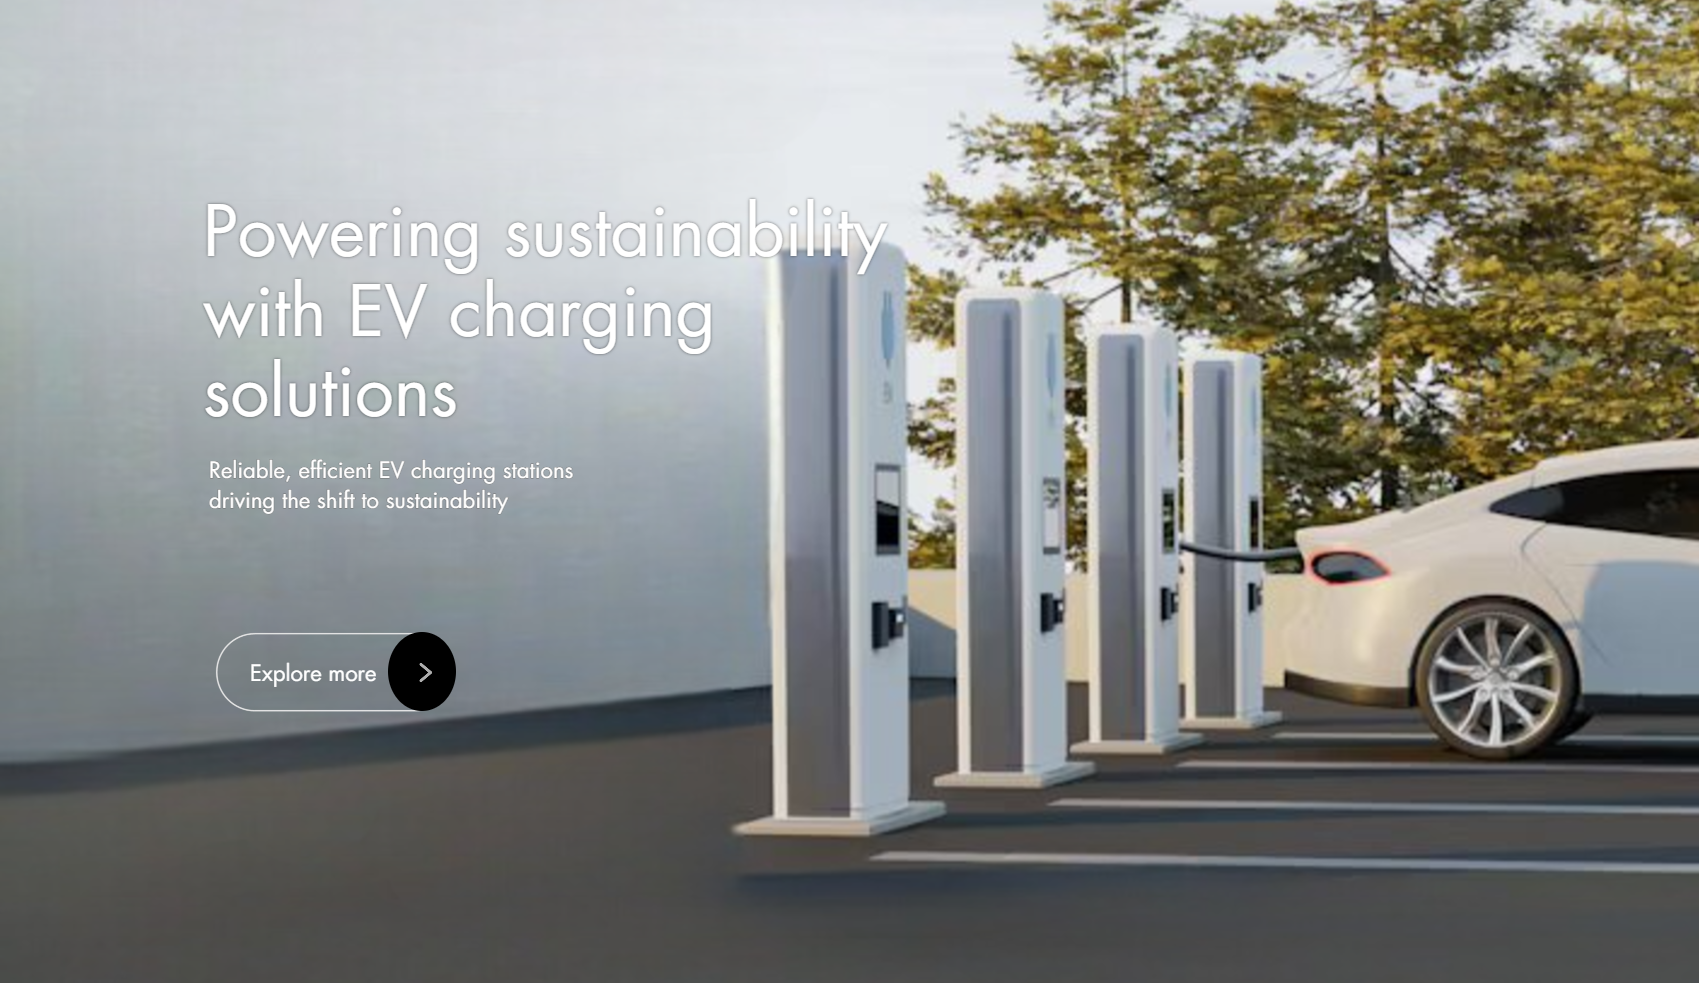 Powering sustainability
with EV charging
solutions
Reliable, efficient EV charging stations
driving the shift to sustainability
Explore more